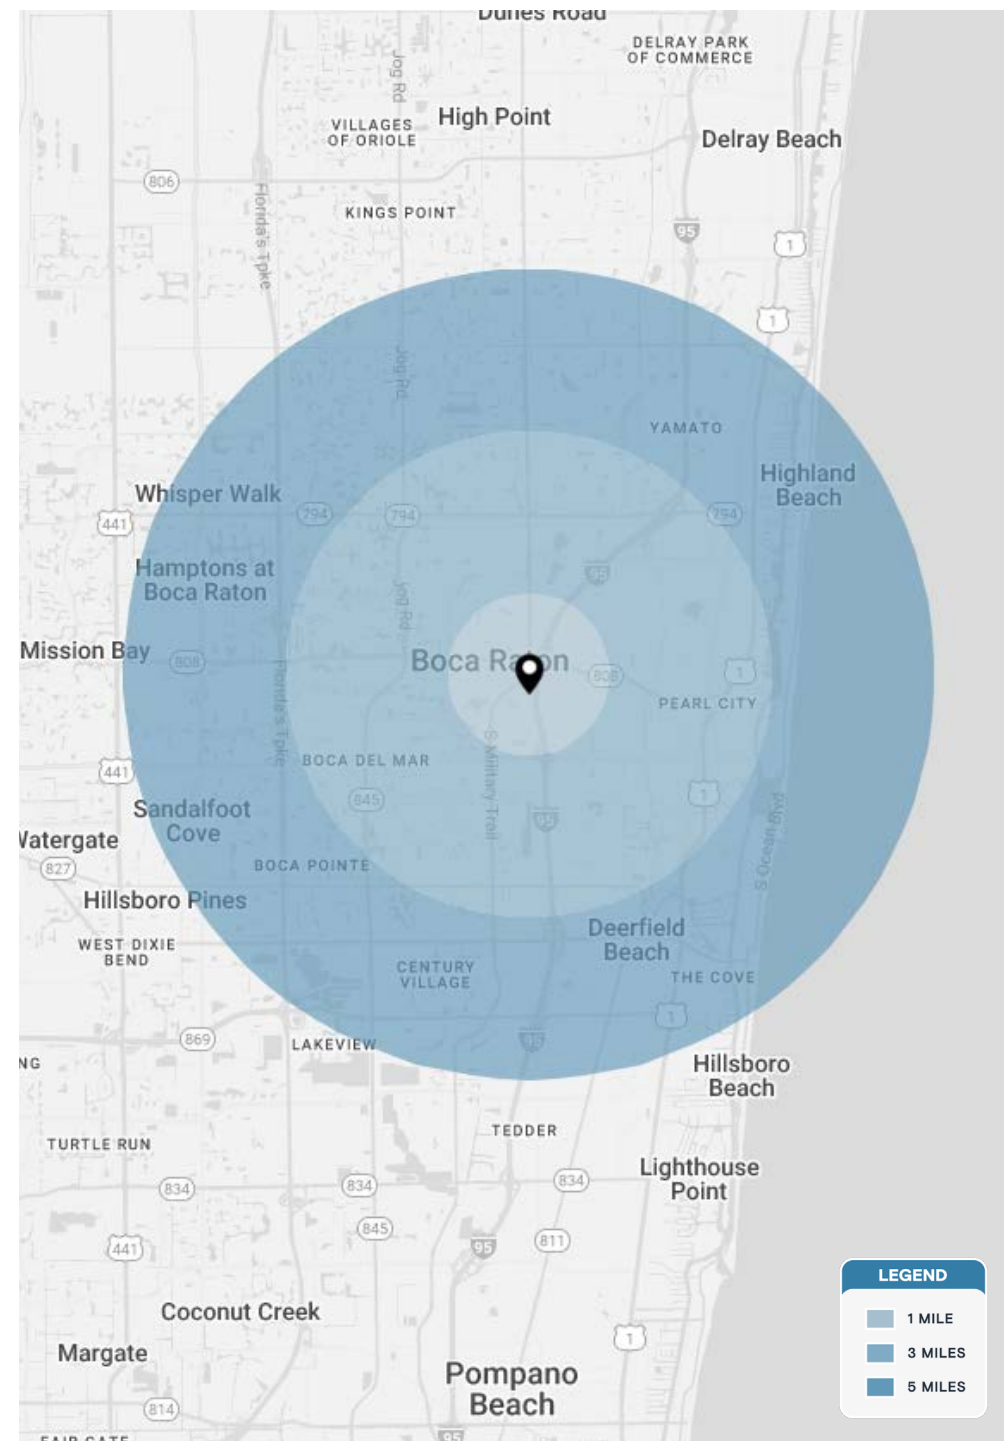 Dunes Road
DELRAY PARK
OF COMMERCE
Jog Rd
High Point
VILLAGES
OF ORIOLE
Delray Beach
806
Florida's Tpke
KINGS POINT
95
1
1
Jog Rd
YAMATO
Highland
Beach
Whisper Walk
794
794
794
441
95
Hamptons at
Boca Raton
Jog Rd
Mission Bay
808
Boca Raton
808
1
Florida's Tpke
PEARL CITY
S Military Trail
BOCA DEL MAR
441
845
1
Sandalfoot
Cove
95
S Ocean Blvd
Watergate
827
BOCA POINTE
Hillsboro Pines
Deerfield
Beach
WEST DIXIE
BEND
CENTURY
VILLAGE
THE COVE
1
869
LAKEVIEW
95
NG
Hillsboro
Beach
TEDDER
TURTLE RUN
Lighthouse
Point
834
834
834
845
811
441
95
LEGEND
1 MILE
3 MILES
5 MILES
Coconut Creek
1
Margate
Pompano
Beach
814
95